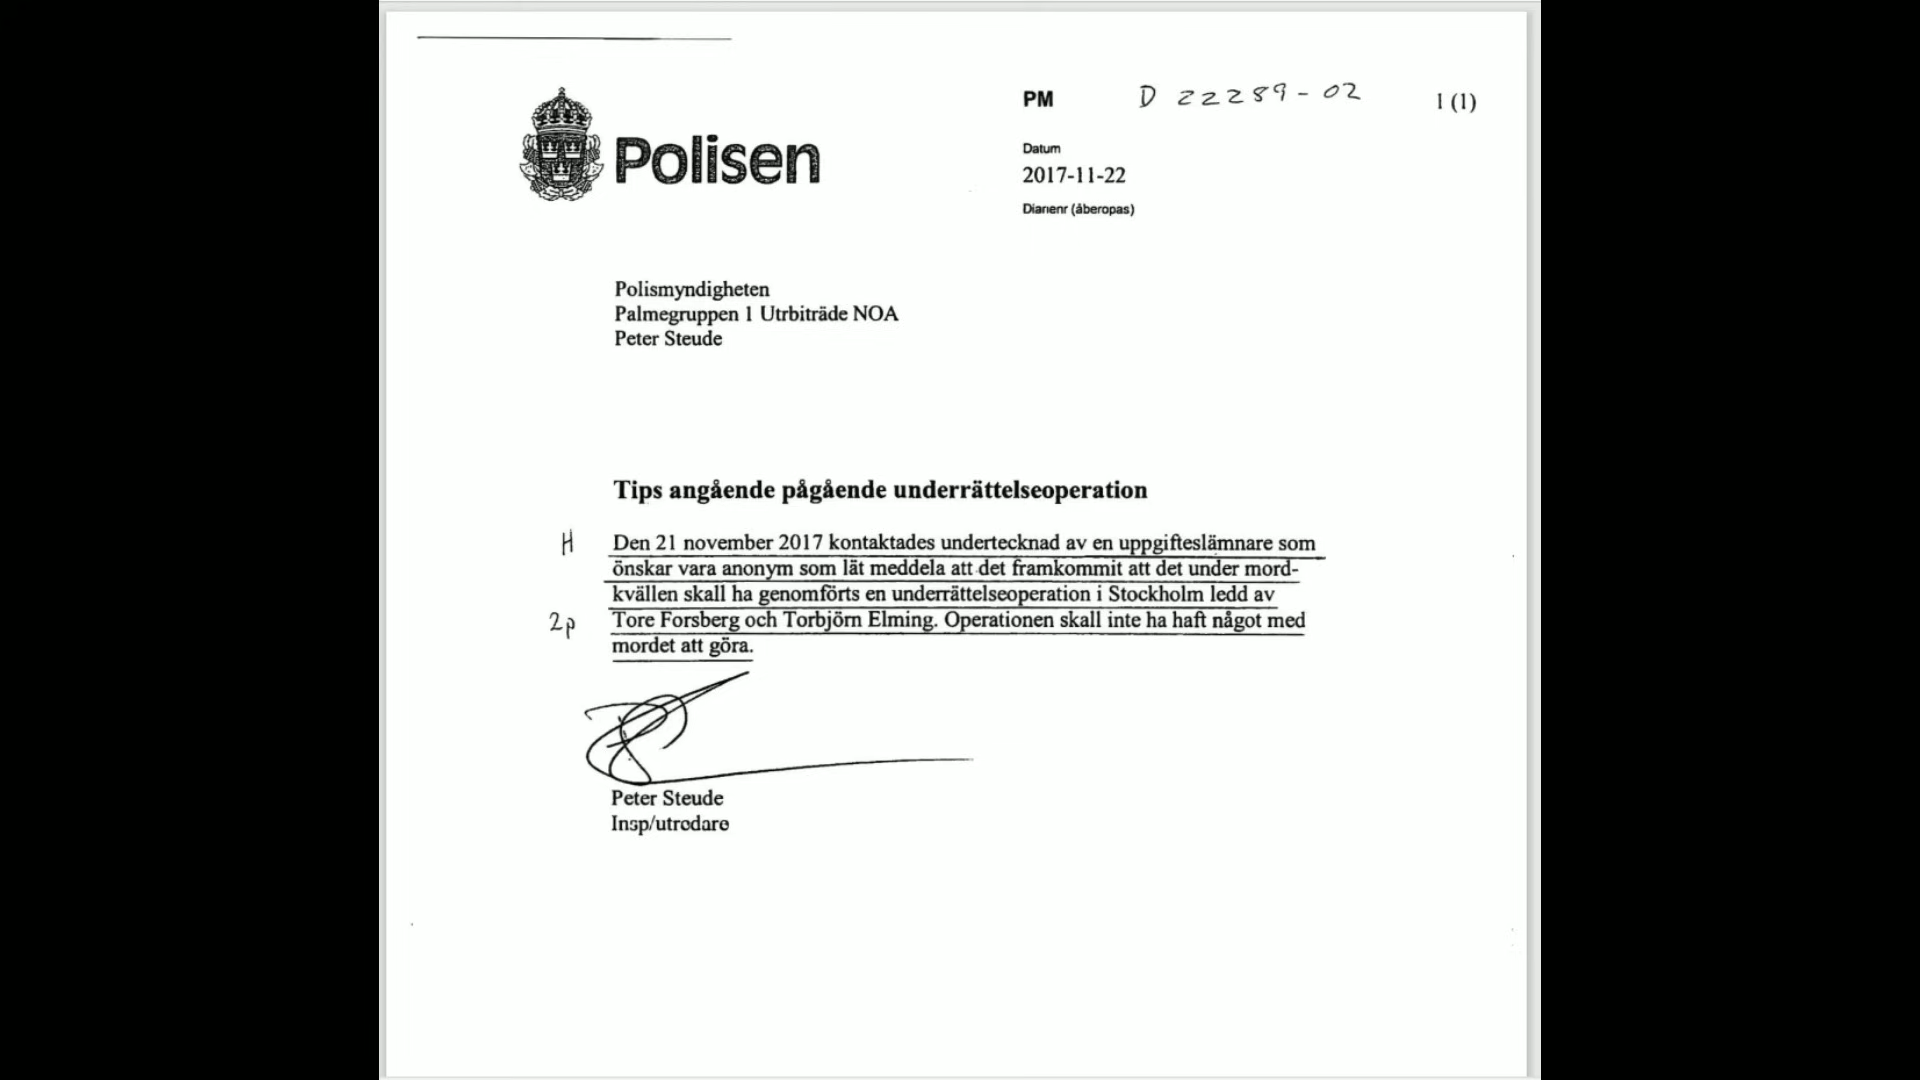 PM D 22289-02 1 (1)
Polisen
Datum
2017-11-22
Diarienr (åberopas)
Polismyndigheten
Palmegruppen 1 Utrbiträde NOA
Peter Steude
Tips angående pågående underrättelseoperation
H
Den 21 november 2017 kontaktades undertecknad av en uppgifteslämnare som
önskar vara anonym som lät meddela att det framkommit att det under mord-
kvällen skall ha genomförts en underrättelseoperation i Stockholm ledd av
2p
Tore Forsberg och Torbjörn Elming. Operationen skall inte ha haft något med
mordet att göra.
Peter Steude
Insp/utredare